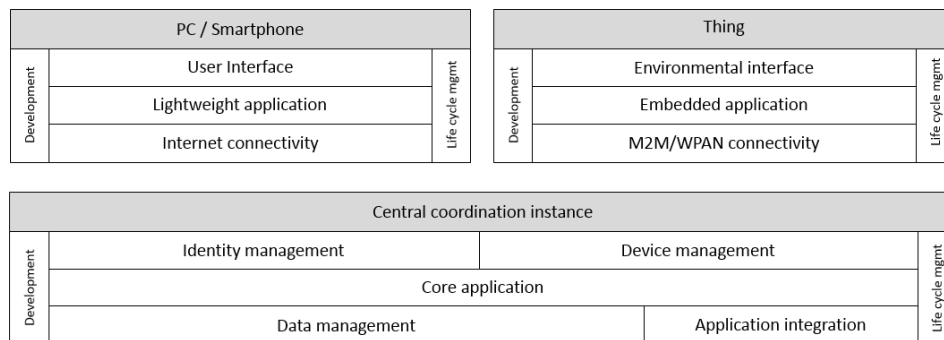 PC / Smartphone
Development
User Interface
Lightweight application
Internet connectivity
Life cycle mgmt
Thing
Development
Environmental interface
Embedded application
M2M/WPAN connectivity
Life cycle mgmt
Central coordination instance
Development
Identity management
Device management
Core application
Data management
Application integration
Life cycle mgmt